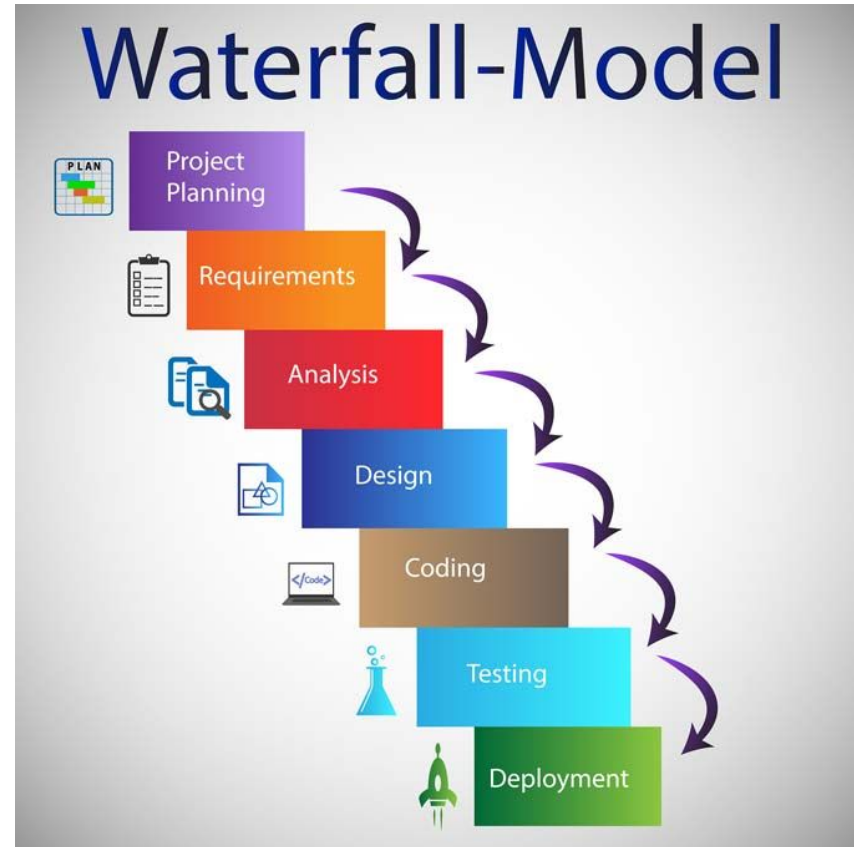 Waterfall-Model
PLAN
Project
Planning
Requirements
Analysis
Design
</Code>
Coding
Testing
Deployment